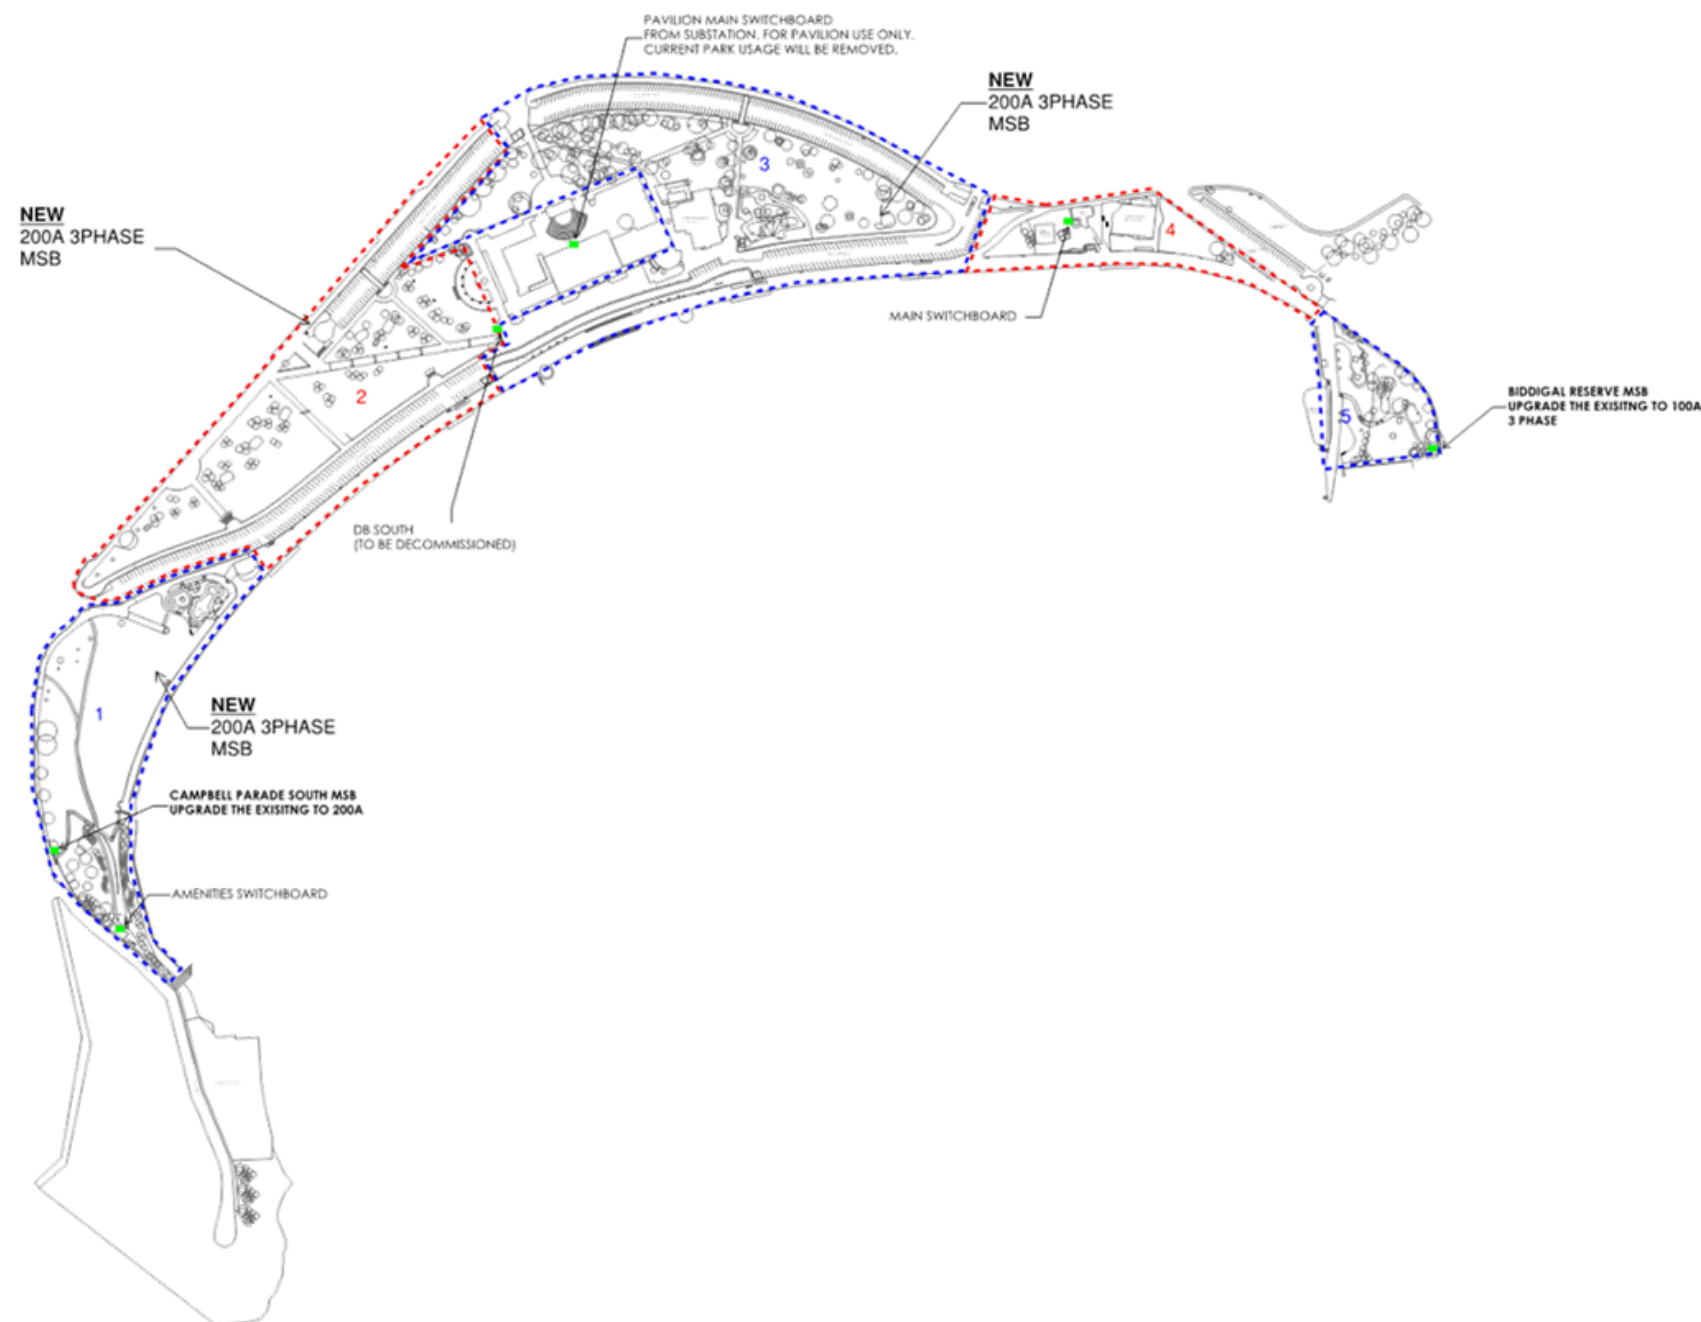 PAVILION MAIN SWITCHBOARD
FROM SUBSTATION. FOR PAVILION USE ONLY.
CURRENT PARK USAGE WILL BE REMOVED.
NEW
200A 3PHASE
MSB
3
NEW
200A 3PHASE
MSB
4
MAIN SWITCHBOARD
2
BIDDIGAL RESERVE MSB
UPGRADE THE EXISITNG TO 100A
3 PHASE
5
DB SOUTH
(TO BE DECOMMISSIONED)
1
NEW
200A 3PHASE
MSB
CAMPBELL PARADE SOUTH MSB
UPGRADE THE EXISITNG TO 200A
AMENITIES SWITCHBOARD